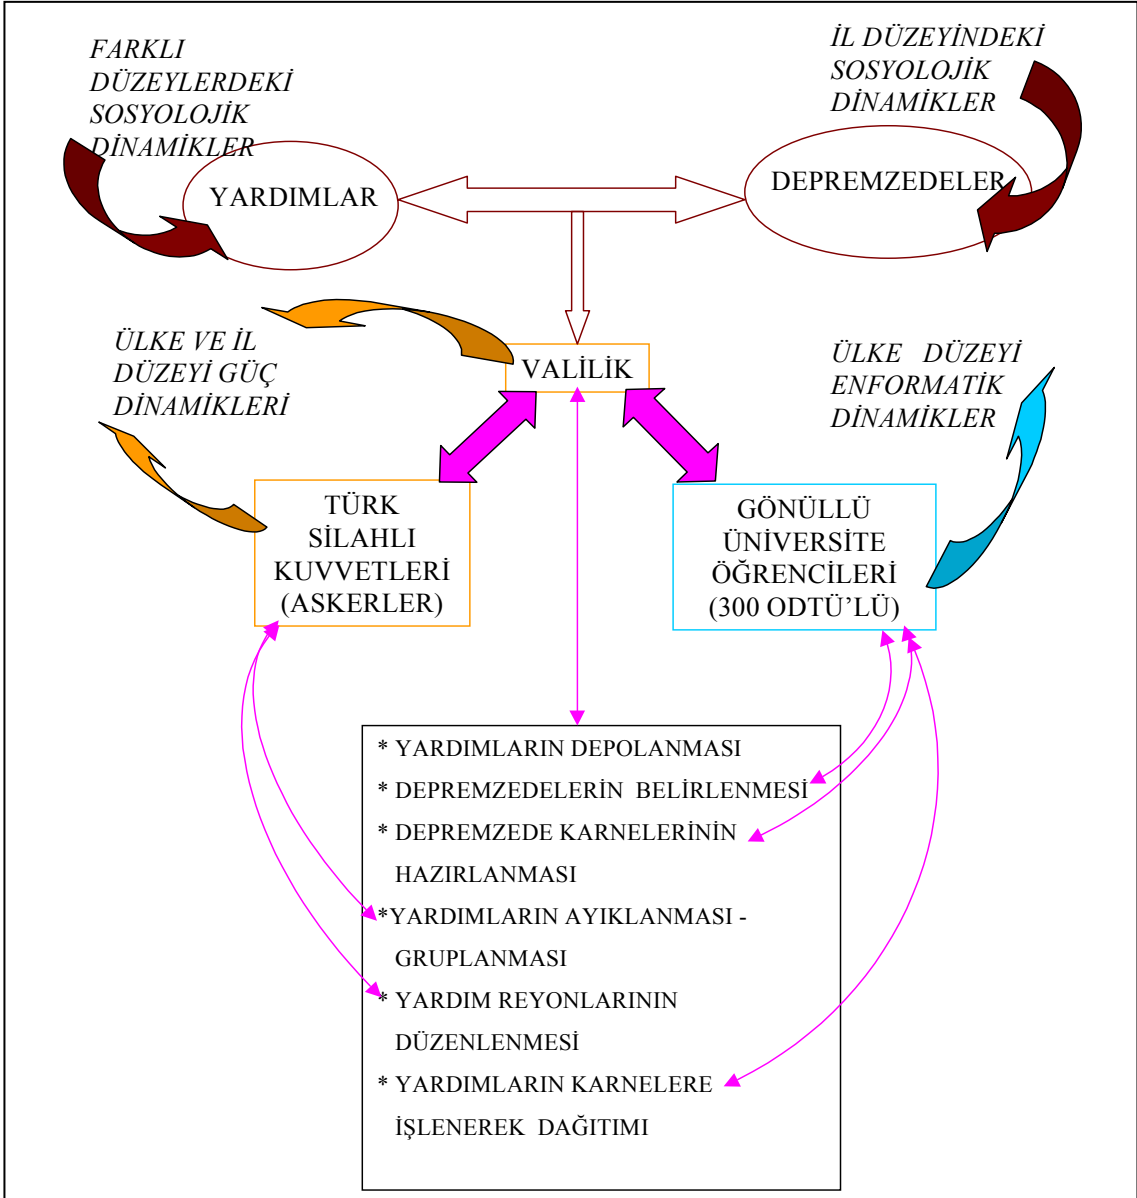 FARKLI
DÜZEYLERDEKİ
SOSYOLOJİK
DİNAMİKLER
İL DÜZEYİNDEKİ
SOSYOLOJİK
DİNAMİKLER
YARDIMLAR
DEPREMZEDELER
ÜLKE VE İL
DÜZEYİ GÜÇ
DİNAMİKLERİ
VALİLİK
ÜLKE DÜZEYİ
ENFORMATİK
DİNAMİKLER
TÜRK
SİLAHLI
KUVVETLERİ
(ASKERLER)
GÖNÜLLÜ
ÜNİVERSİTE
ÖĞRENCİLERİ
(300 ODTÜ’LÜ)
* YARDIMLARIN DEPOLANMASI
* DEPREMZEDELERİN BELİRLENMESİ
* DEPREMZEDE KARNELERİNİN
HAZIRLANMASI
*YARDIMLARIN AYIKLANMASI -
GRUPLANMASI
* YARDIM REYONLARININ
DÜZENLENMESİ
* YARDIMLARIN KARNELERE
İŞLENEREK DAĞITIMI